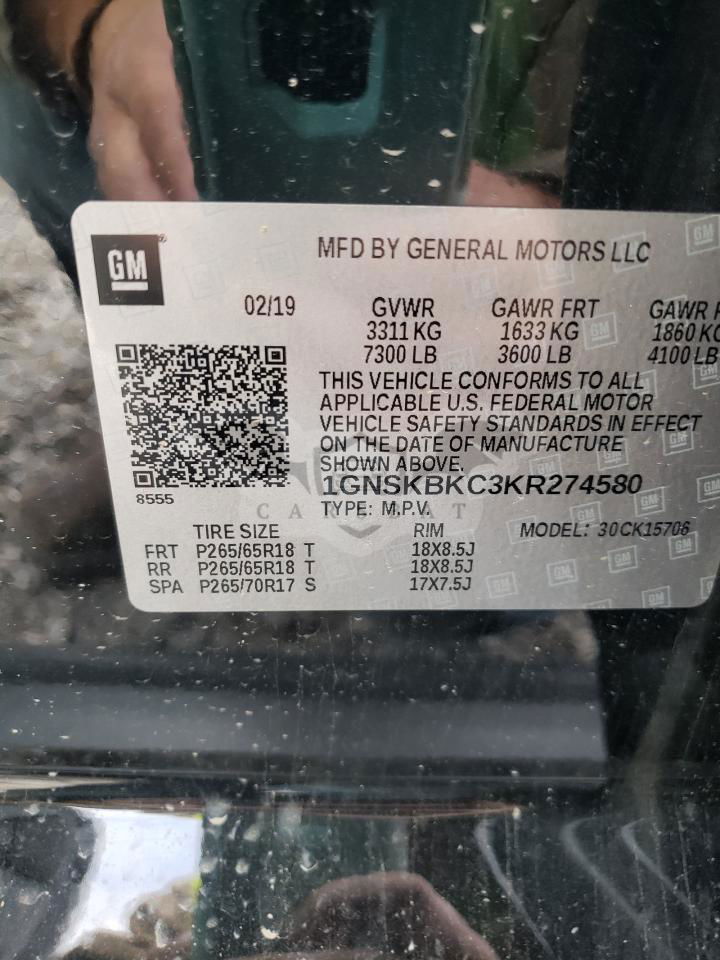 GM
MFD BY GENERAL MOTORS LLC
02/19 GVWR GAWR FRT GAWR
3311 KG 1633 KG 1860 KG
7300 LB 3600 LB 4100 LB
THIS VEHICLE CONFORMS TO ALL
APPLICABLE U.S. FEDERAL MOTOR
VEHICLE SAFETY STANDARDS IN EFFECT
ON THE DATE OF MANUFACTURE
SHOWN ABOVE.
1GNSKBKC3KR274580
8555
TYPE: M.P.V.
TIRE SIZE RIM MODEL: 30CK15706
FRT P265/65R18 T 18X8.5J
RR P265/65R18 T 18X8.5J
SPA P265/70R17 S 17X7.5J